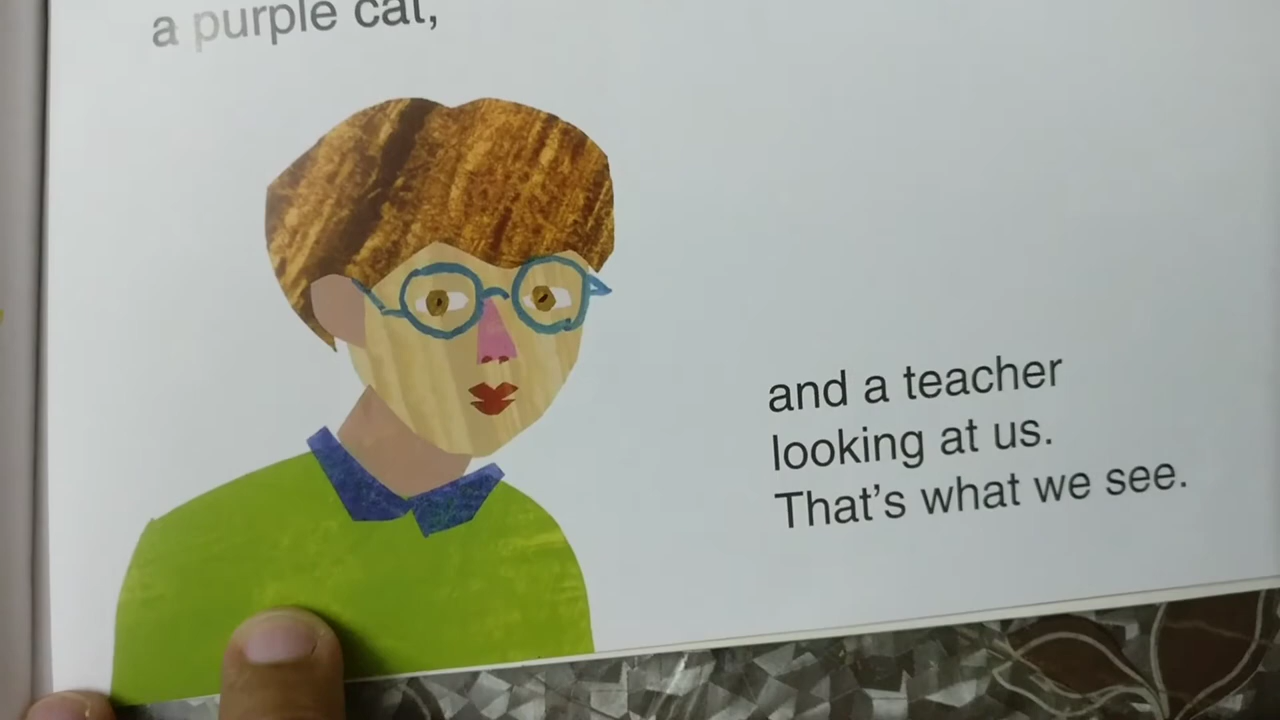 a purple cat,
and a teacher
looking at us.
That's what we see.